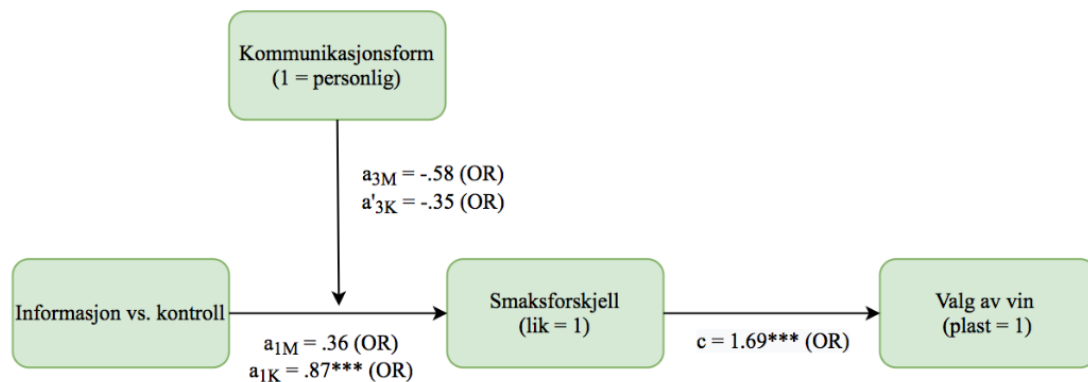 Kommunikasjonsform
(1 = personlig)
a3M = -.58 (OR)
a'3K = -.35 (OR)
Informasjon vs. kontroll
Smaksforskjell
(lik = 1)
Valg av vin
(plast = 1)
a1M = .36 (OR)
a1K = .87*** (OR)
c = 1.69*** (OR)